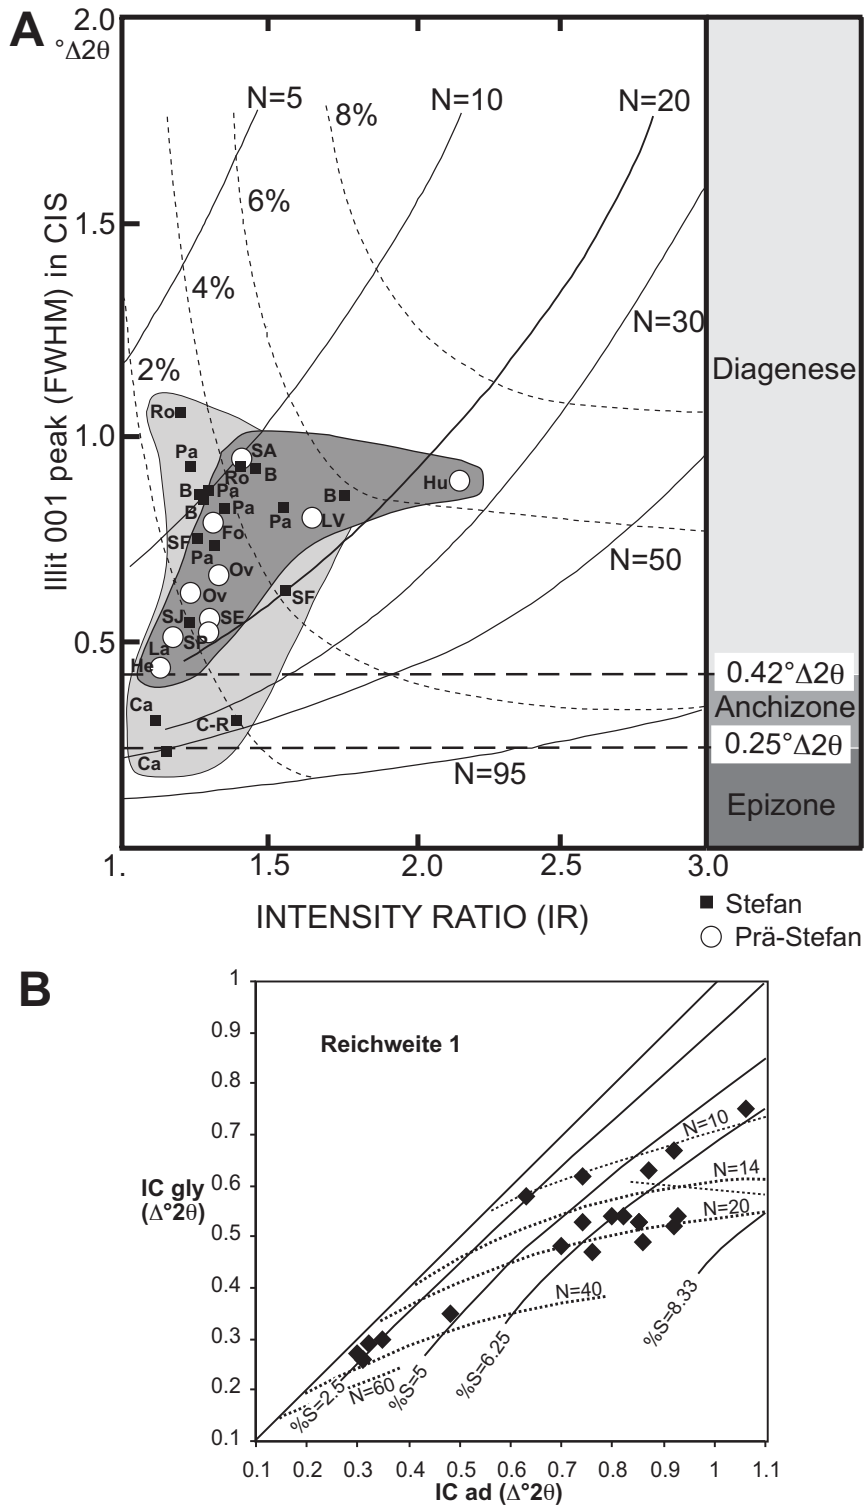 A
2.0
°Δ2θ
N=5
N=10
N=20
8%
6%
1.5
4%
N=30
2%
Diagenese
Illit 001 peak (FWHM) in CIS
Ro
1.0
SA
Pa
Ro
B
Hu
B
Pa
B
B
Pa
Pa
LV
Fo
SF
Pa
N=50
Ov
Ov
SF
SJ
SE
0.5
SP
La
He
0.42°Δ2θ
Ca
C-R
Anchizone
0.25°Δ2θ
Ca
N=95
Epizone
1.
1.5
2.0
2.5
3.0
INTENSITY RATIO (IR)
Stefan
Prä-Stefan
B
1
Reichweite 1
0.9
0.8
0.7
N=10
0.6
N=14
IC gly
(Δ°2θ)
0.5
N=20
0.4
N=40
0.3
%S=8.33
%S=6.25
%S=5
0.2
N=60
%S=2.5
0.1
0.1 0.2 0.3 0.4 0.5 0.6 0.7 0.8 0.9 1 1.1
IC ad (Δ°2θ)